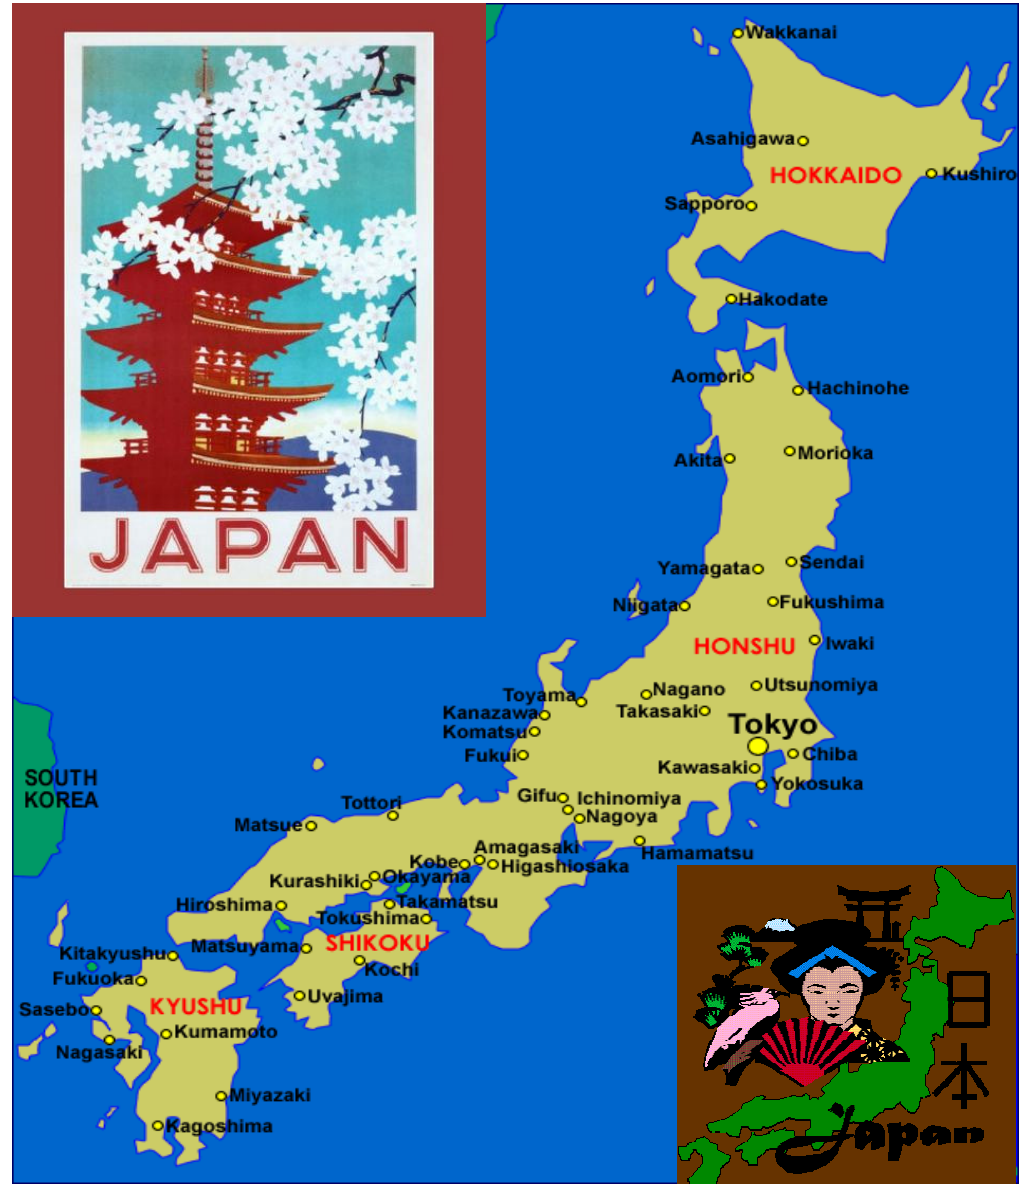 JAPAN
Wakkanai
Asahigawa
HOKKAIDO
Kushiro
Sapporo
Hakodate
Aomori
Hachinohe
Akita
Morioka
Yamagata
Sendai
Niigata
Fukushima
HONSHU
Iwaki
Toyama
Nagano
Utsunomiya
Kanazawa
Takasaki
Komatsu
Tokyo
Fukui
Chiba
Kawasaki
Yokosuka
SOUTH
KOREA
Gifu
Ichinomiya
Tottori
Nagoya
Matsue
Hamamatsu
Amagasaki
Kobe
Higashiosaka
Kurashiki
Okayama
Hiroshima
Takamatsu
Tokushima
Matsuyama
SHIKOKU
Kitakyushu
Kochi
Fukuoka
Uvajima
Sasebo
KYUSHU
Kumamoto
Nagasaki
Miyazaki
Kagoshima
日
本
Japan